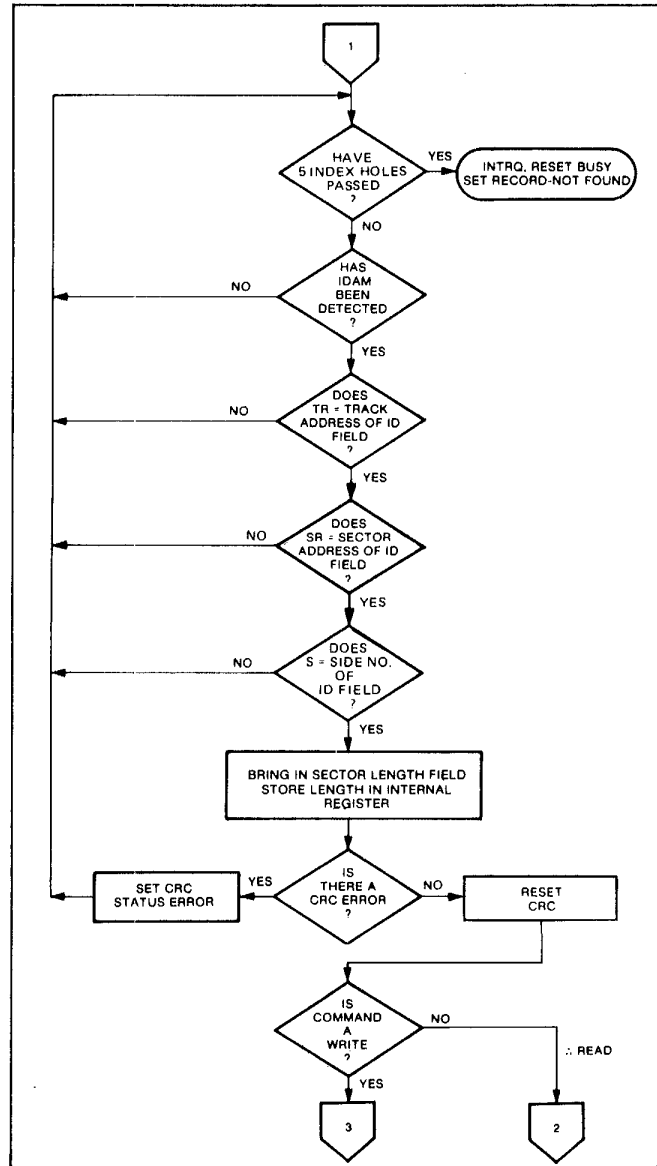 1
HAVE
5 INDEX HOLES
PASSED
?
YES
INTRQ. RESET BUSY
SET RECORD-NOT FOUND
NO
HAS
IDAM
BEEN
DETECTED
?
NO
YES
DOES
TR = TRACK
ADDRESS OF ID
FIELD
?
NO
YES
DOES
SR = SECTOR
ADDRESS OF ID
FIELD
?
NO
YES
DOES
S = SIDE NO.
OF
ID FIELD
?
NO
YES
BRING IN SECTOR LENGTH FIELD
STORE LENGTH IN INTERNAL
REGISTER
SET CRC
STATUS ERROR
YES
IS
THERE A
CRC ERROR
?
NO
RESET
CRC
IS
COMMAND
A
WRITE
?
NO
∴ READ
YES
3
2